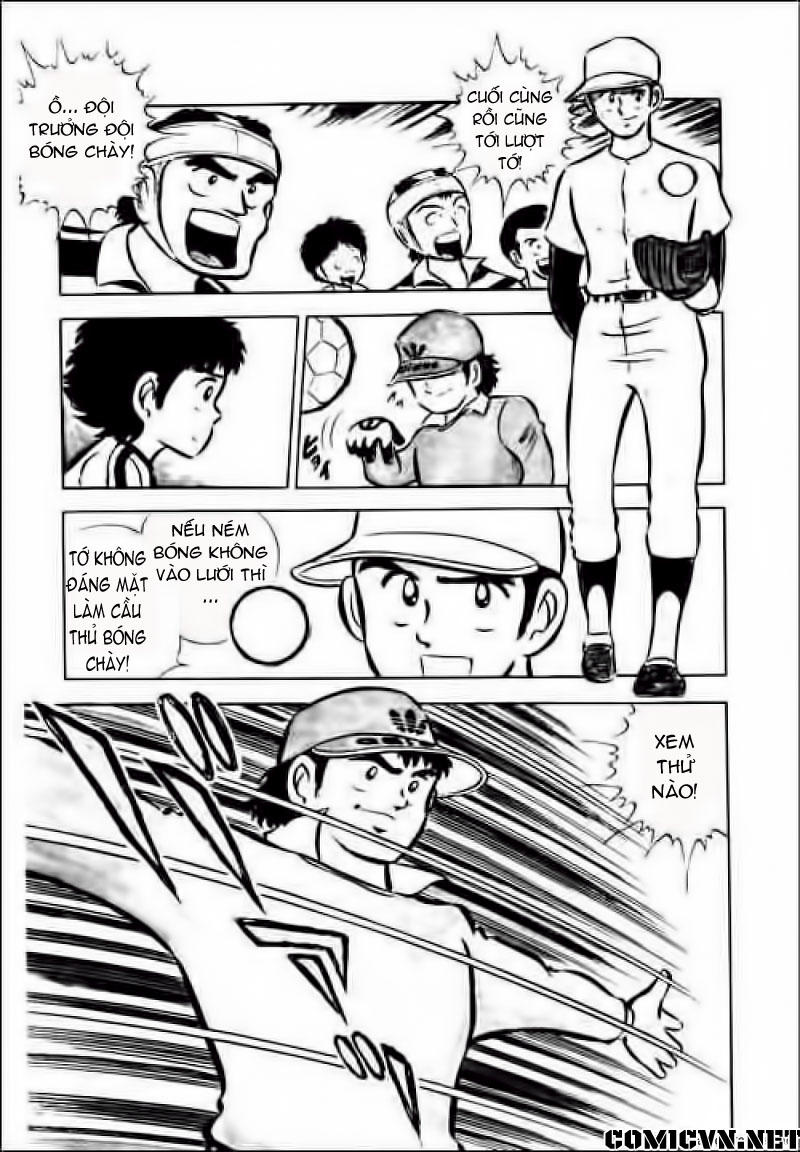 Ồ... ĐỘI
TRƯỞNG ĐỘI
BÓNG CHÀY!
CUỐI CÙNG
RỒI CŨNG
TỚI LƯỢT
TỚ!
NẾU NÉM
BÓNG KHÔNG
VÀO LƯỚI THÌ
...
TỚ KHÔNG
ĐÁNG MẶT
LÀM CẦU
THỦ BÓNG
CHÀY!
XEM
THỬ
NÀO!
COMICVN.NET